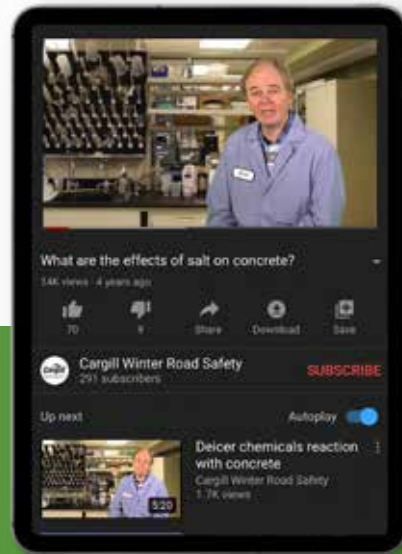 What are the effects of salt on concrete?
14K views · 4 years ago
70 9 Share Download Save
Cargill
Cargill Winter Road Safety
291 subscribers
SUBSCRIBE
Up next
Autoplay
Deicer chemicals reaction
with concrete
Cargill Winter Road Safety
1.7K views
5:20